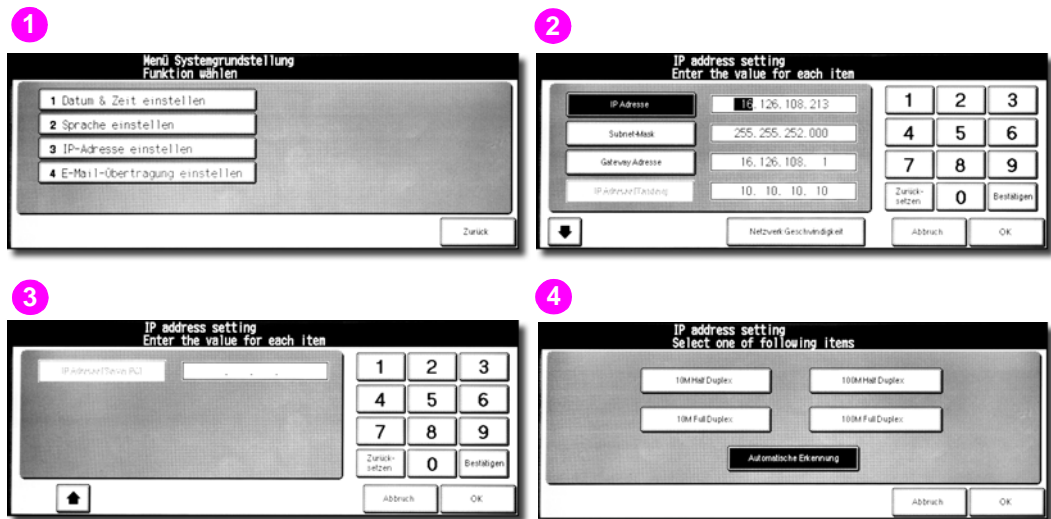 1
Menü Systemgrundstellung
Funktion wählen
1 Datum & Zeit einstellen
2 Sprache einstellen
3 IP-Adresse einstellen
4 E-Mail-Übertragung einstellen
Zurück
2
IP address setting
Enter the value for each item
IP Adresse 16.126.108.213
Subnet-Mask 255.255.252.000
Gateway Adresse 16.126.108. 1
IP Adresse 10. 10. 10. 10
1 2 3
4 5 6
7 8 9
Zurück-
setzen 0 Bestätigen
Netzwerk Geschwindigkeit
Abbruch OK
3
IP address setting
Enter the value for each item
IP Adresse . . .
1 2 3
4 5 6
7 8 9
Zurück-
setzen 0 Bestätigen
Abbruch OK
4
IP address setting
Select one of following items
10M Half Duplex 100M Half Duplex
10M Full Duplex 100M Full Duplex
Automatische Erkennung
Abbruch OK